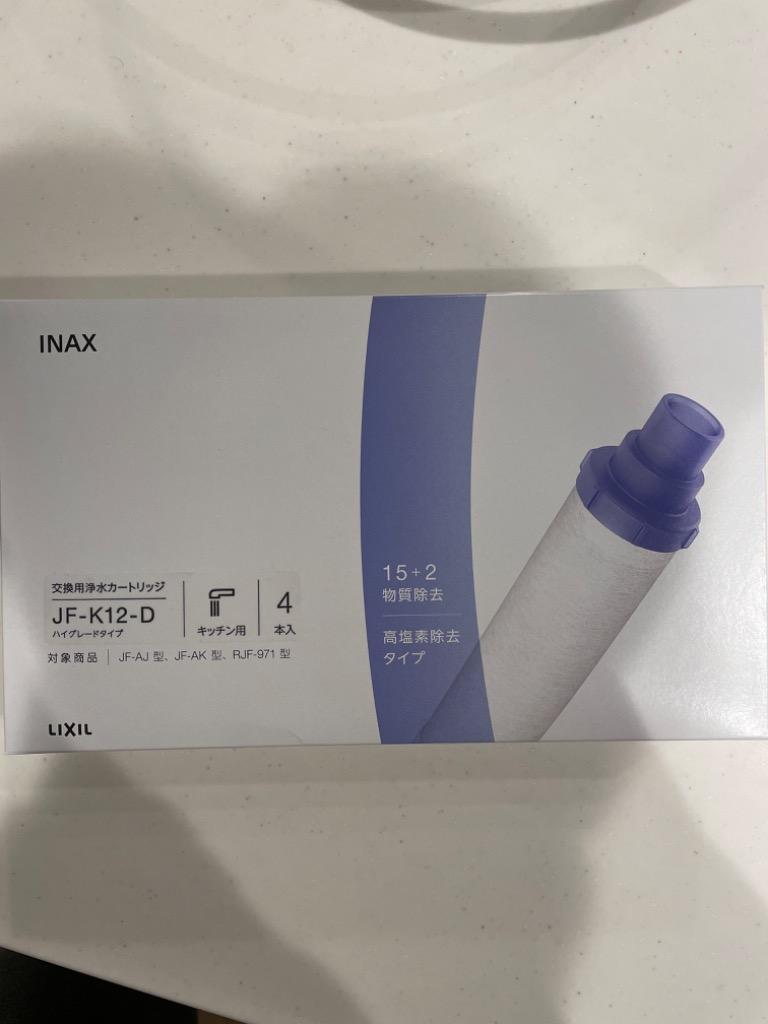 INAX
15+2
物質除去
高塩素除去
タイプ
交換用浄水カートリッジ
JF-K12-D
ハイグレードタイプ
キッチン用
4
本入
対象商品 JF-AJ 型、JF-AK 型、RJF-971 型
LIXIL